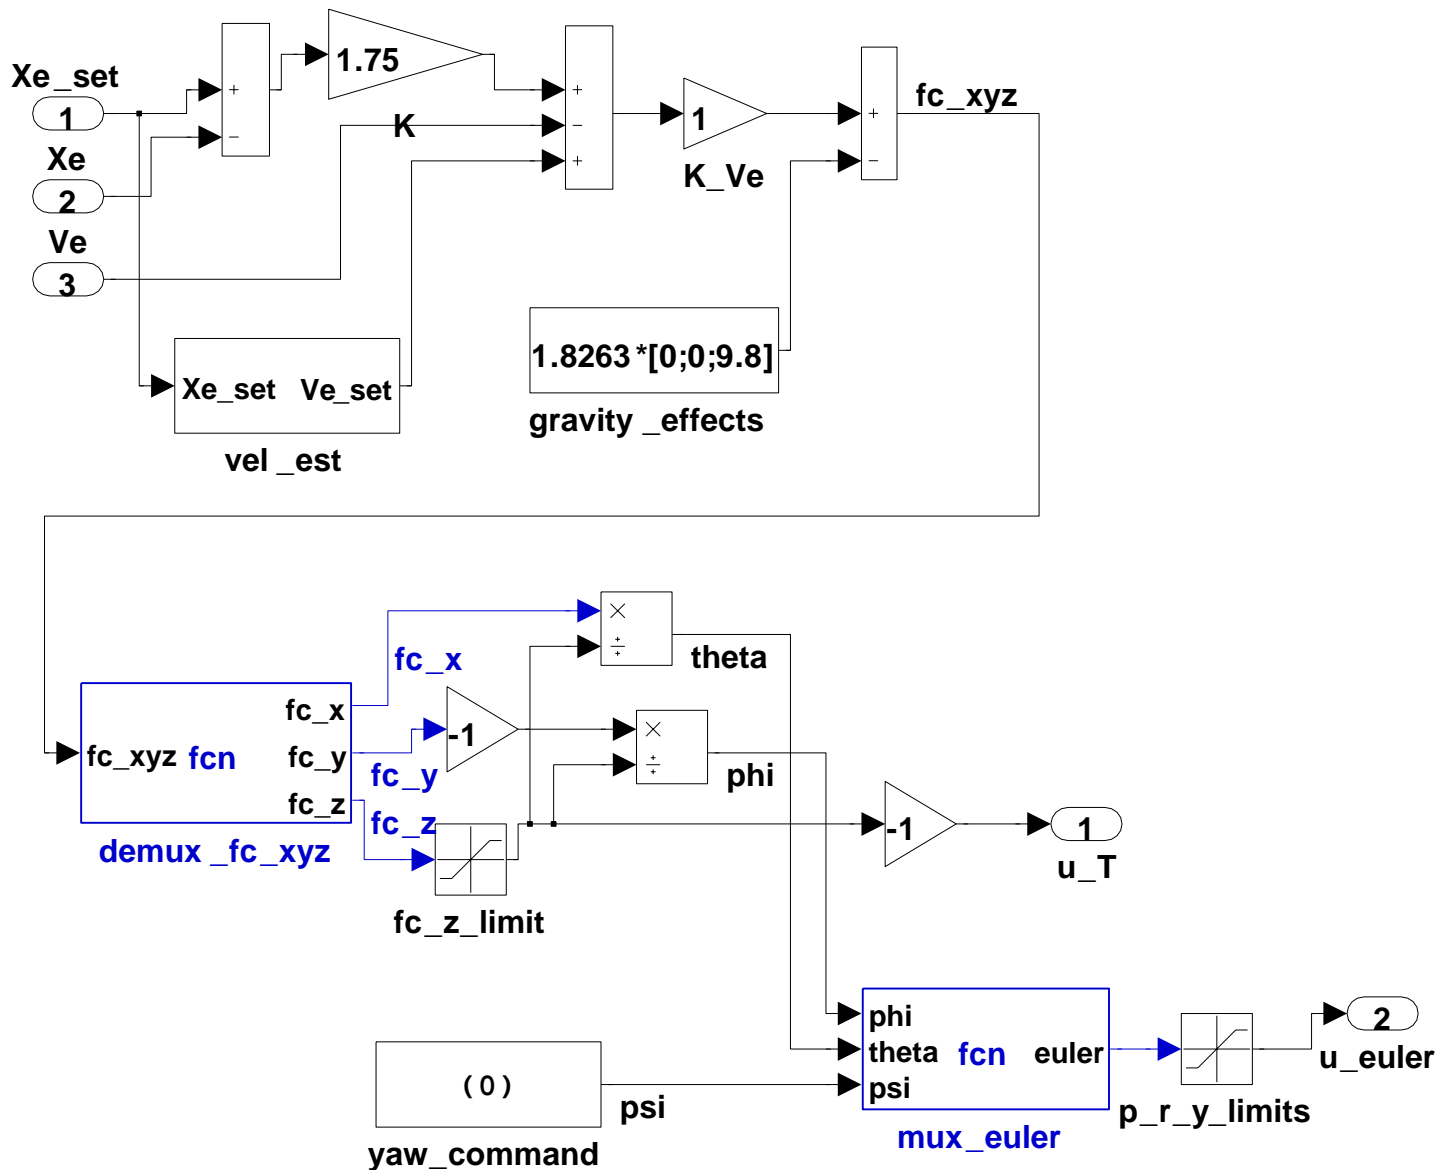 Xe_set
1
Xe
2
Ve
3
+
−
1.75
K
+
−
+
1
K_Ve
+
−
fc_xyz
Xe_set Ve_set
vel _est
1.8263 *[0;0;9.8]
gravity _effects
fc_xyz fcn
fc_x
fc_y
fc_z
demux _fc_xyz
fc_x
fc_y
fc_z
-1
fc_z_limit
×
÷
theta
×
÷
phi
-1
1
u_T
(0)
yaw_command
psi
phi
theta fcn euler
psi
mux_euler
p_r_y_limits
2
u_euler